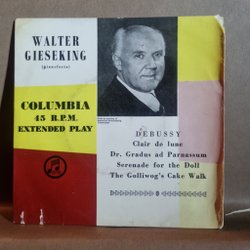 WALTER
GIESEKING
(pianoforte)
COLUMBIA
45 R.P.M.
EXTENDED PLAY
DEBUSSY
Clair de lune
Dr. Gradus ad Parnassum
Serenade for the Doll
The Golliwog's Cake Walk